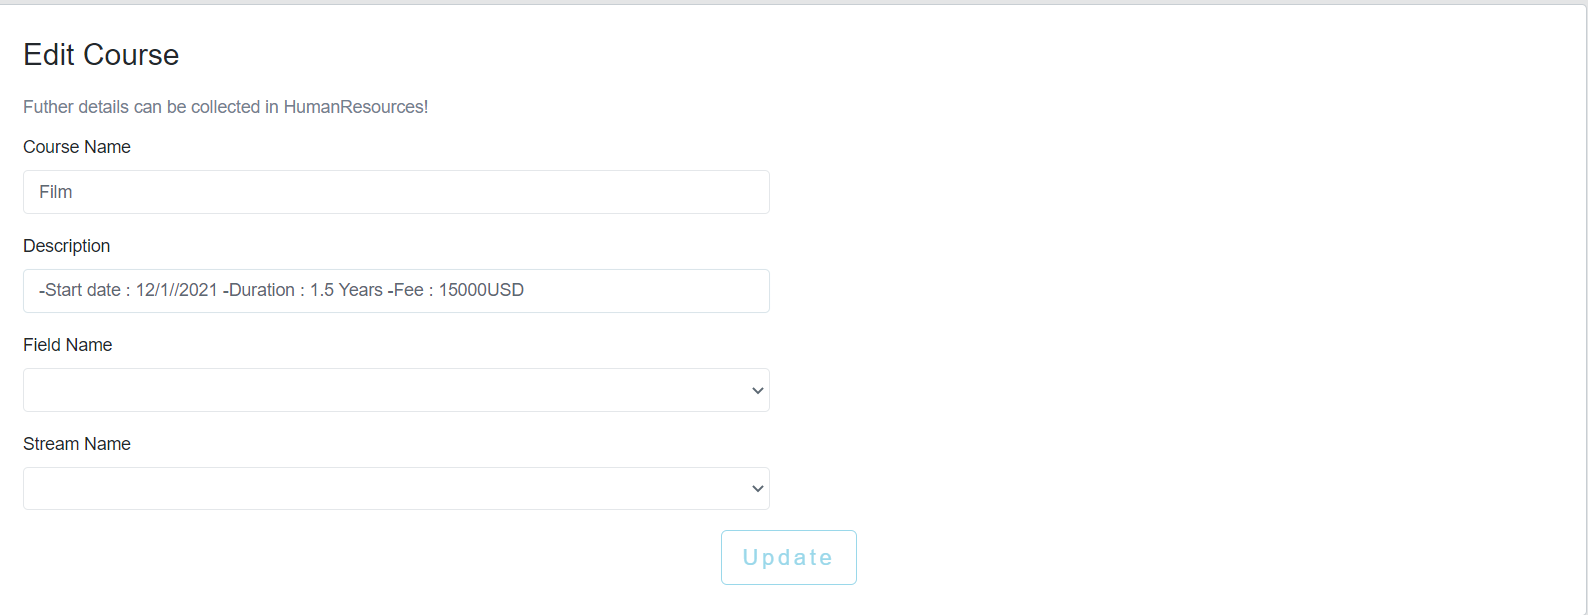 Edit Course
Futher details can be collected in HumanResources!
Course Name
Film
Description
-Start date : 12/1//2021 -Duration : 1.5 Years -Fee : 15000USD
Field Name
Stream Name
Update